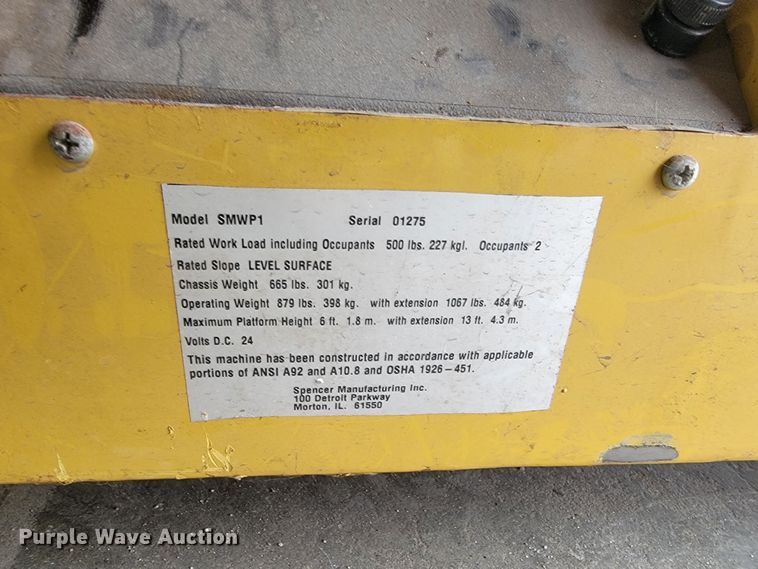 Model SMWP1 Serial 01275
Rated Work Load including Occupants 500 lbs. 227 kgl. Occupants 2
Rated Slope LEVEL SURFACE
Chassis Weight 665 lbs. 301 kg.
Operating Weight 879 lbs. 398 kg. with extension 1067 lbs. 484 kg.
Maximum Platform Height 6 ft. 1.8 m. with extension 13 ft. 4.3 m.
Volts D.C. 24
This machine has been constructed in accordance with applicable
portions of ANSI A92 and A10.8 and OSHA 1926-451.
Spencer Manufacturing Inc.
100 Detroit Parkway
Morton, IL. 61550
Purple Wave Auction